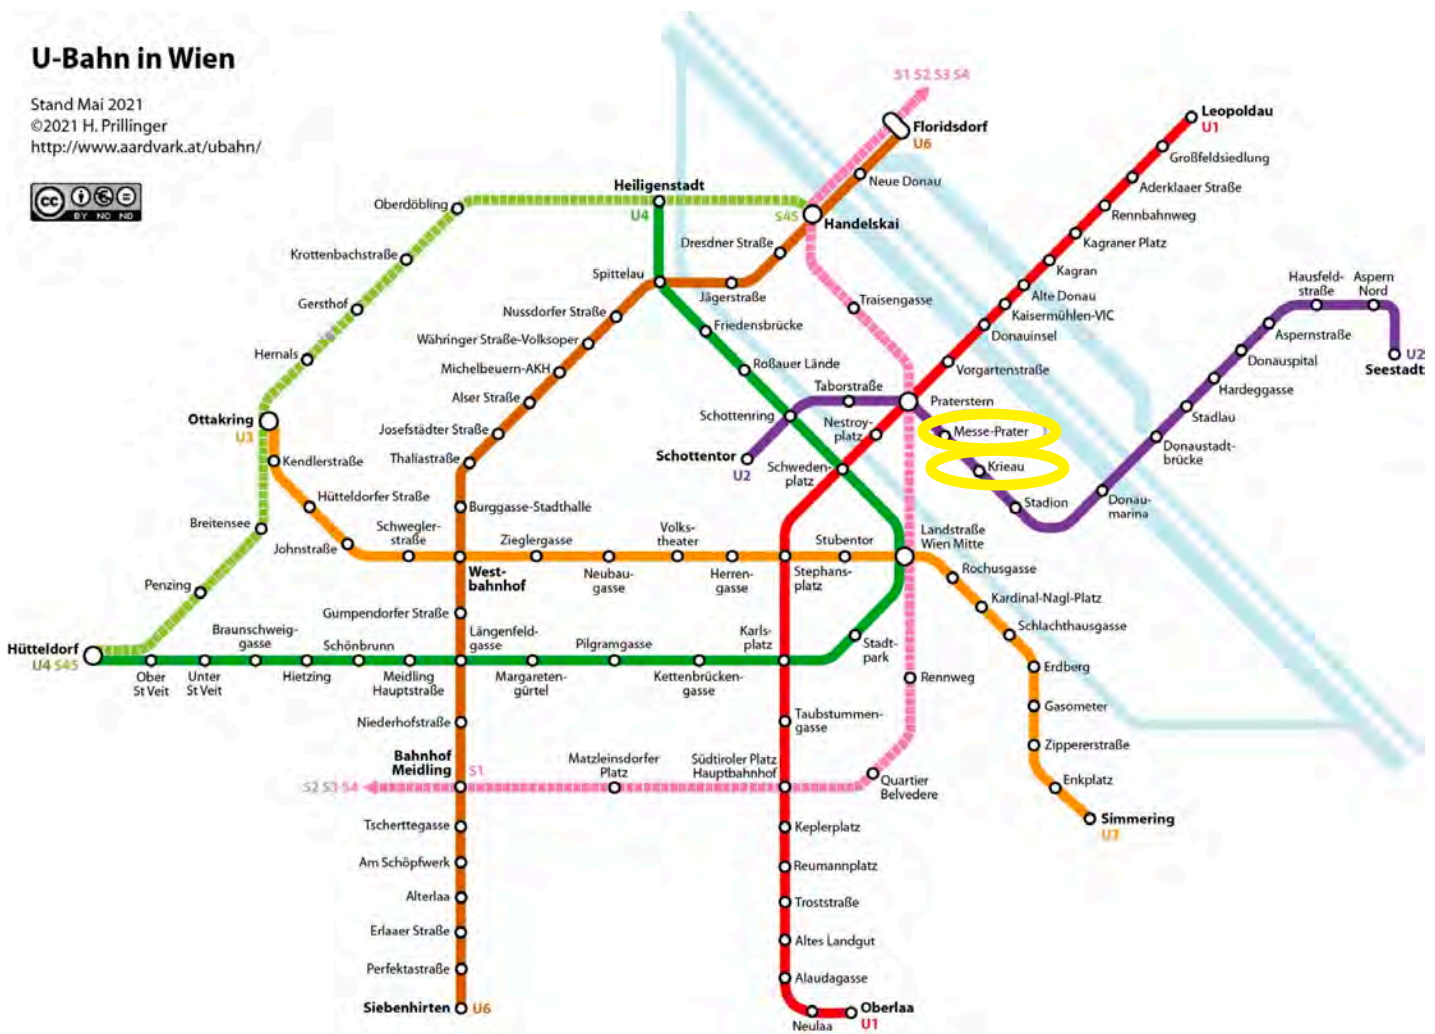 U-Bahn in Wien
Stand Mai 2021
©2021 H. Prillinger
http://www.aardvark.at/ubahn/
cc
BY NC ND
S1 S2 S3 S4
Floridsdorf
U6
Neue Donau
Leopoldau
U1
Großfeldsiedlung
Aderklaaer Straße
Rennbahnweg
Kagraner Platz
Kagran
Alte Donau
Kaisermühlen-VIC
Donauinsel
Vorgartenstraße
Heiligenstadt
U4
S45
Handelskai
Oberdöbling
Krottenbachstraße
Gersthof
Hernals
Ottakring
U3
Dresdner Straße
Spittelau
Jägerstraße
Traisengasse
Nussdorfer Straße
Friedensbrücke
Währinger Straße-Volksoper
Michelbeuern-AKH
Roßauer Lände
Alser Straße
Taborstraße
Praterstern
Josefstädter Straße
Schottenring
Nestroy-
platz
Messe-Prater
Thaliastraße
Schottentor
U2
Schweden-
platz
Krieau
Stadion
Donau-
marina
Donaustadt-
brücke
Stadlau
Hardeggasse
Donauspital
Aspernstraße
Hausfeld-
straße
Aspern
Nord
U2
Seestadt
Kendlerstraße
Hütteldorfer Straße
Burggasse-Stadthalle
Breitensee
Johnstraße
Schwegler-
straße
Zieglergasse
Volks-
theater
Stubentor
Landstraße
Wien Mitte
West-
bahnhof
Neubau-
gasse
Herren-
gasse
Stephans-
platz
Rochusgasse
Penzing
Kardinal-Nagl-Platz
Gumpendorfer Straße
Schlachthausgasse
Hütteldorf
U4 S45
Braunschweig-
gasse
Schönbrunn
Längenfeld-
gasse
Pilgramgasse
Karls-
platz
Stadt-
park
Erdberg
Ober
St Veit
Unter
St Veit
Hietzing
Meidling
Hauptstraße
Margareten-
gürtel
Kettenbrücken-
gasse
Rennweg
Gasometer
Niederhofstraße
Taubstummen-
gasse
Zippererstraße
Bahnhof
Meidling
S1
S2 S3 S4
Matzleinsdorfer
Platz
Südtiroler Platz
Hauptbahnhof
Quartier
Belvedere
Enkplatz
Simmering
U3
Tscherttegasse
Keplerplatz
Am Schöpfwerk
Reumannplatz
Alterlaa
Troststraße
Erlaaer Straße
Altes Landgut
Perfektastraße
Alaudagasse
Siebenhirten
U6
Neulaa
Oberlaa
U1